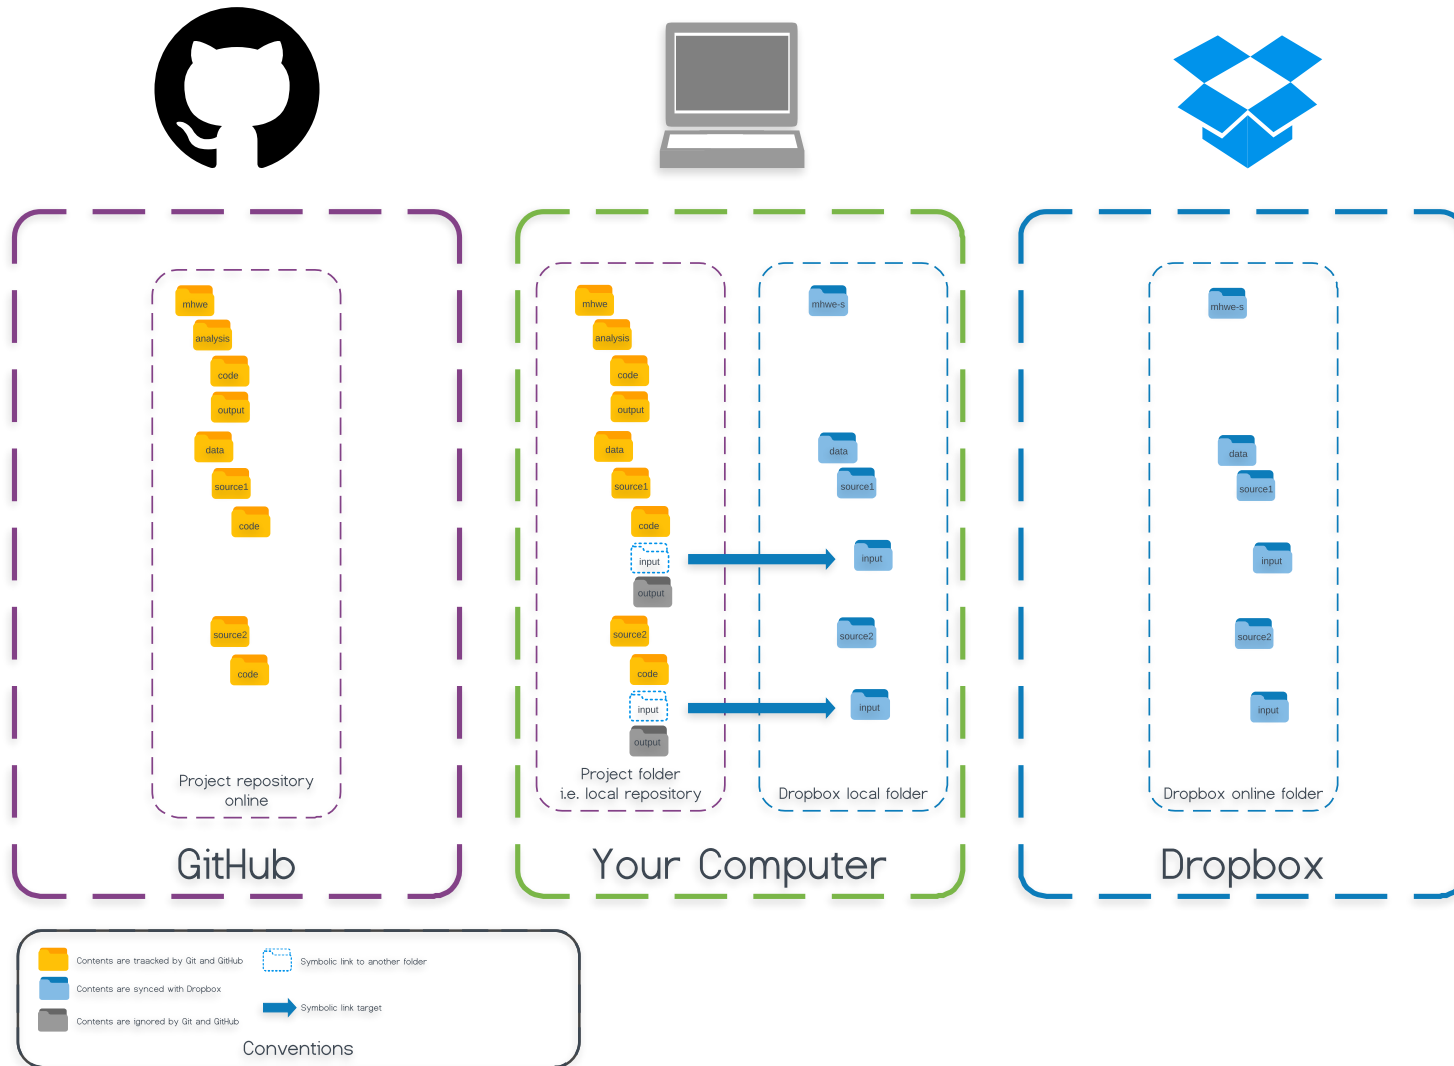 mhwe
analysis
code
output
data
source1
code
source2
code
Project repository
online
GitHub
mhwe
analysis
code
output
data
source1
code
input
output
source2
code
input
output
Project folder
i.e. local repository
mhwe-s
data
source1
input
source2
input
Dropbox local folder
Your Computer
mhwe-s
data
source1
input
source2
input
Dropbox online folder
Dropbox
Contents are traacked by Git and GitHub
Contents are synced with Dropbox
Contents are ignored by Git and GitHub
Symbolic link to another folder
Symbolic link target
Conventions